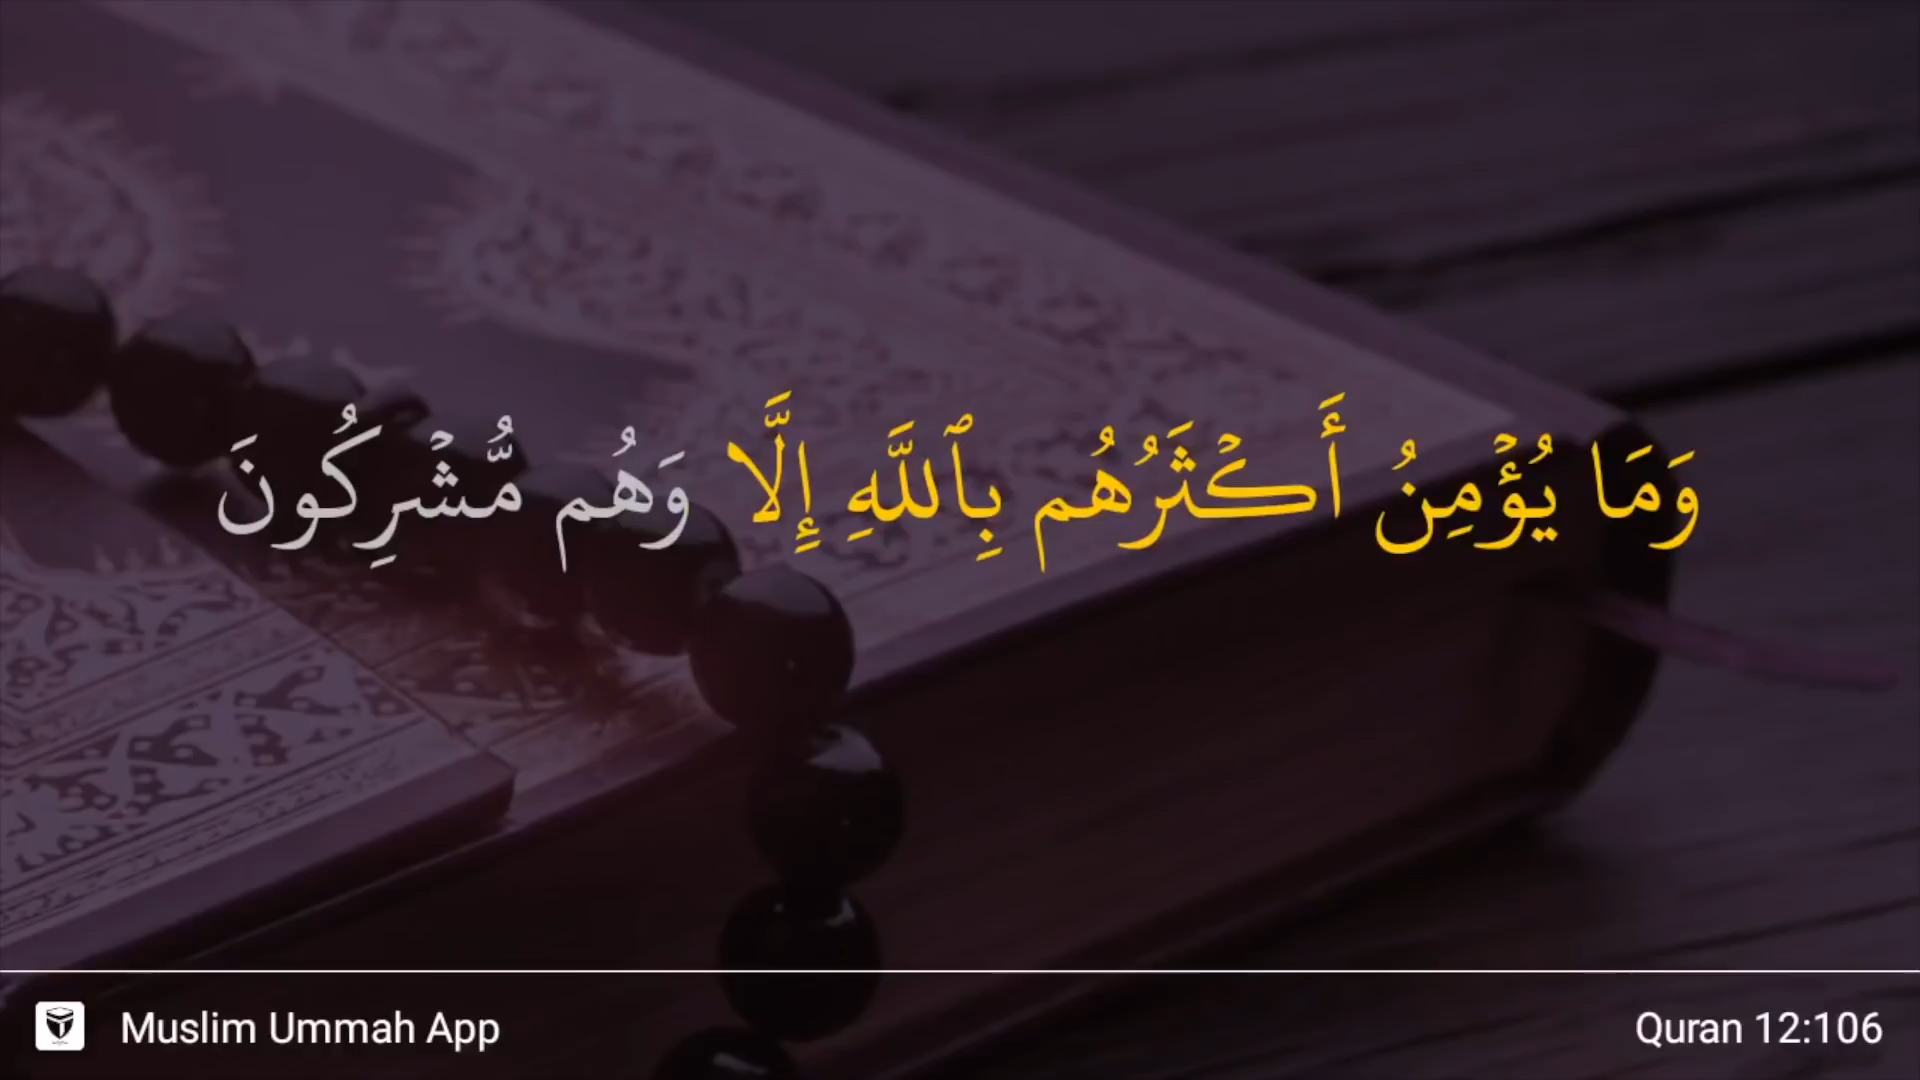 وَمَا يُؤۡمِنُ أَكۡثَرُهُم بِٱللَّهِ إِلَّا وَهُم مُّشۡرِكُونَ
Muslim Ummah App
Quran 12:106